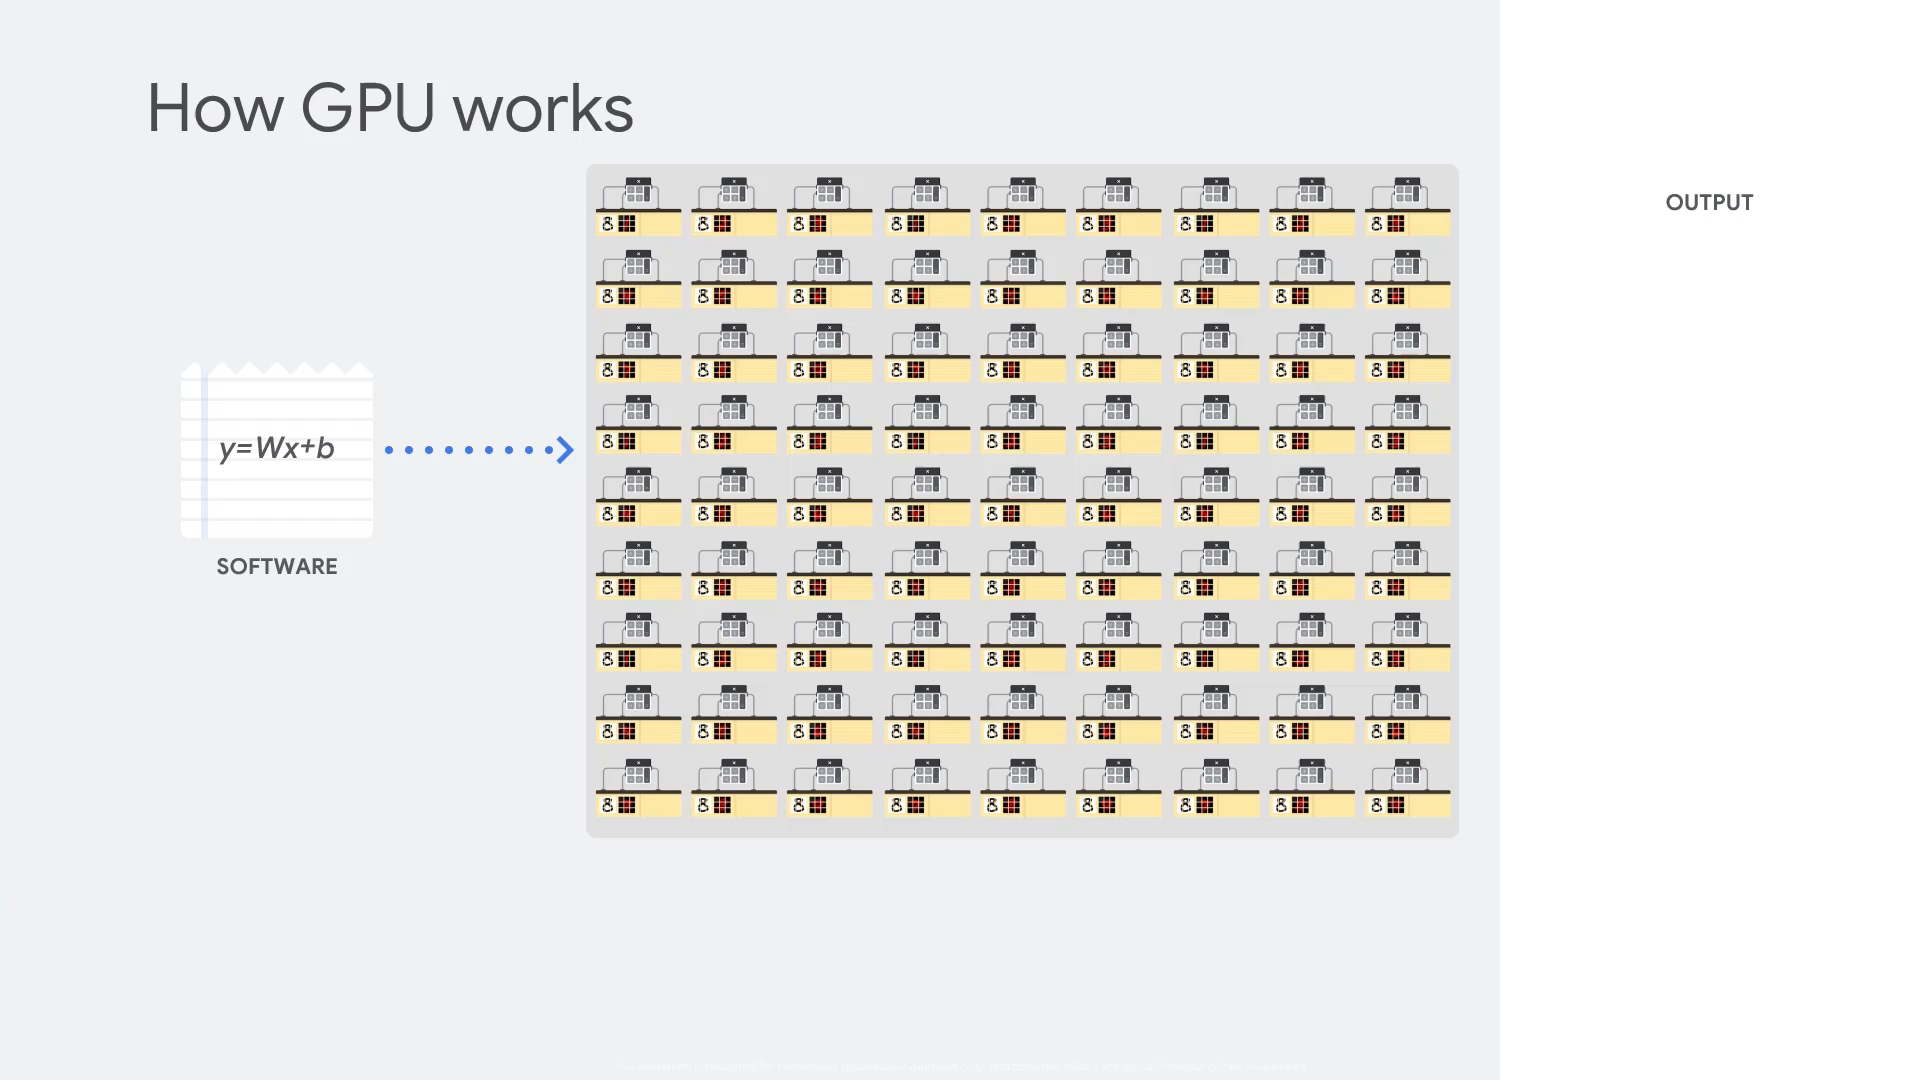 How GPU works
OUTPUT
y=Wx+b
SOFTWARE